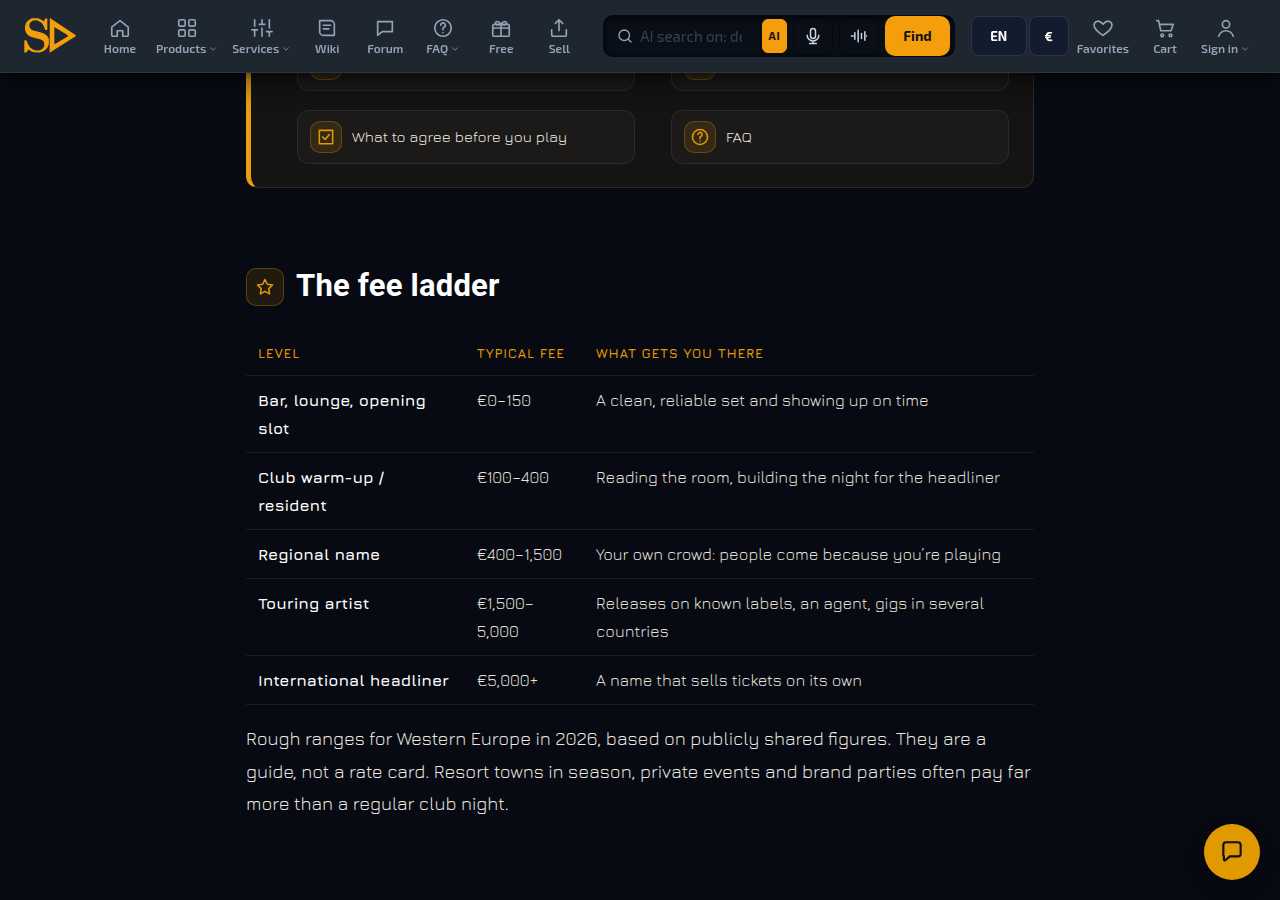 Home
Products
Services
Wiki
Forum
FAQ
Free
Sell
AI search on: de
AI
Find
EN
€
Favorites
Cart
Sign in
What to agree before you play
FAQ
The fee ladder
LEVEL TYPICAL FEE WHAT GETS YOU THERE
Bar, lounge, opening €0–150 A clean, reliable set and showing up on time
slot
Club warm-up / €100–400 Reading the room, building the night for the headliner
resident
Regional name €400–1,500 Your own crowd: people come because you're playing
Touring artist €1,500– Releases on known labels, an agent, gigs in several
5,000 countries
International headliner €5,000+ A name that sells tickets on its own
Rough ranges for Western Europe in 2026, based on publicly shared figures. They are a
guide, not a rate card. Resort towns in season, private events and brand parties often pay far
more than a regular club night.